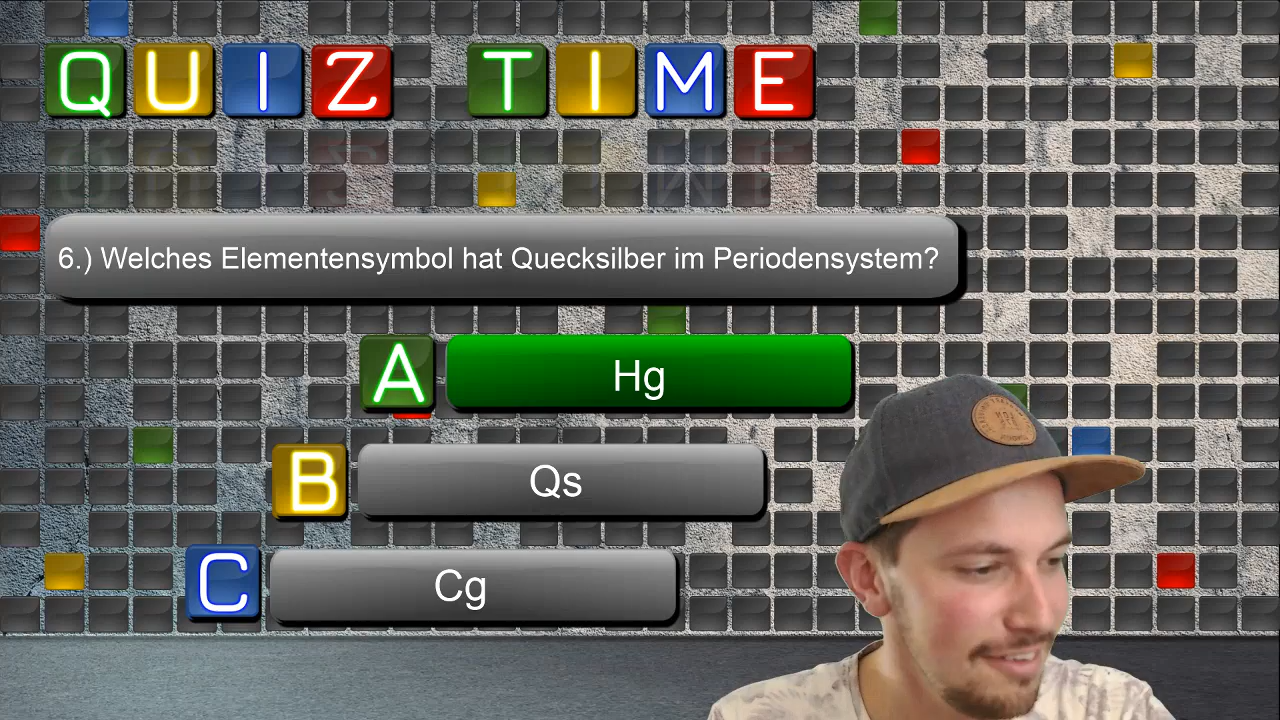 QUIZ TIME
6.) Welches Elementensymbol hat Quecksilber im Periodensystem?
A Hg
B Qs
C Cg